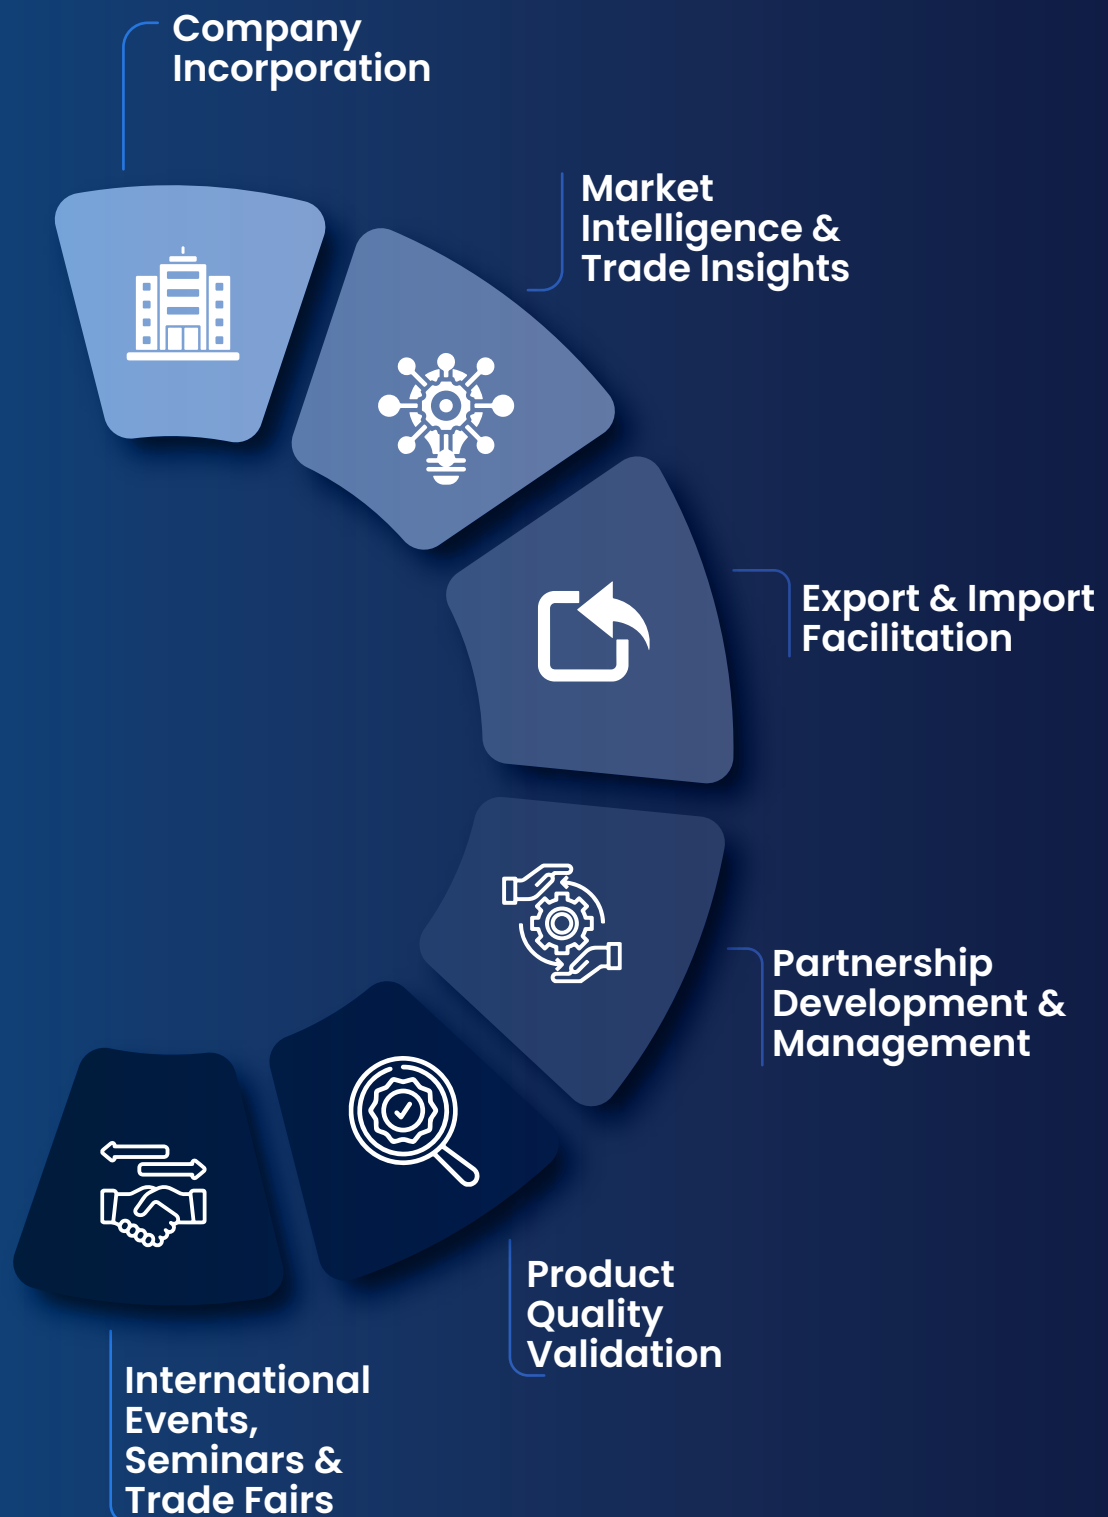 Company
Incorporation
Market
Intelligence &
Trade Insights
Export & Import
Facilitation
Partnership
Development &
Management
Product
Quality
Validation
International
Events,
Seminars &
Trade Fairs